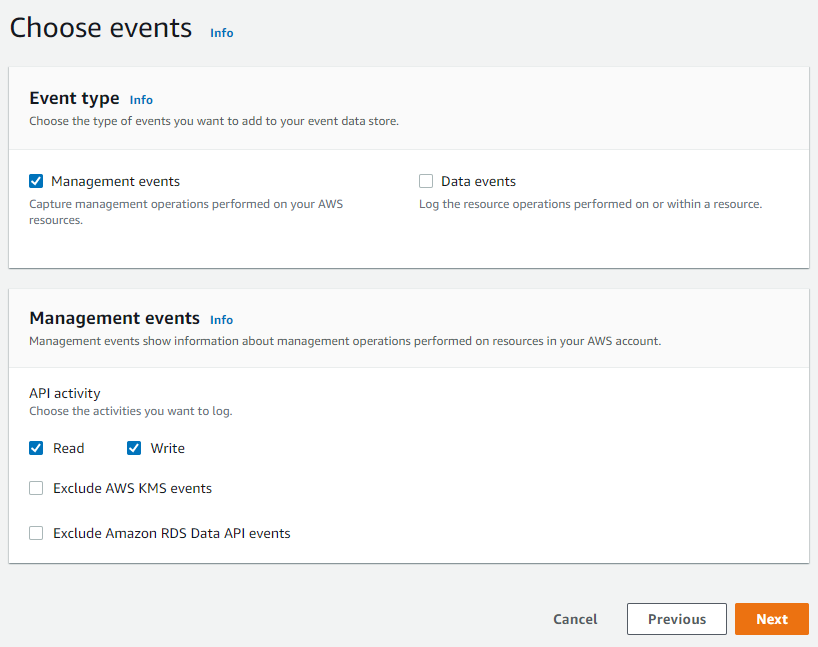 Choose events Info
Event type Info
Choose the type of events you want to add to your event data store.
Management events
Capture management operations performed on your AWS
resources.
Data events
Log the resource operations performed on or within a resource.
Management events Info
Management events show information about management operations performed on resources in your AWS account.
API activity
Choose the activities you want to log.
Read Write
Exclude AWS KMS events
Exclude Amazon RDS Data API events
Cancel Previous Next